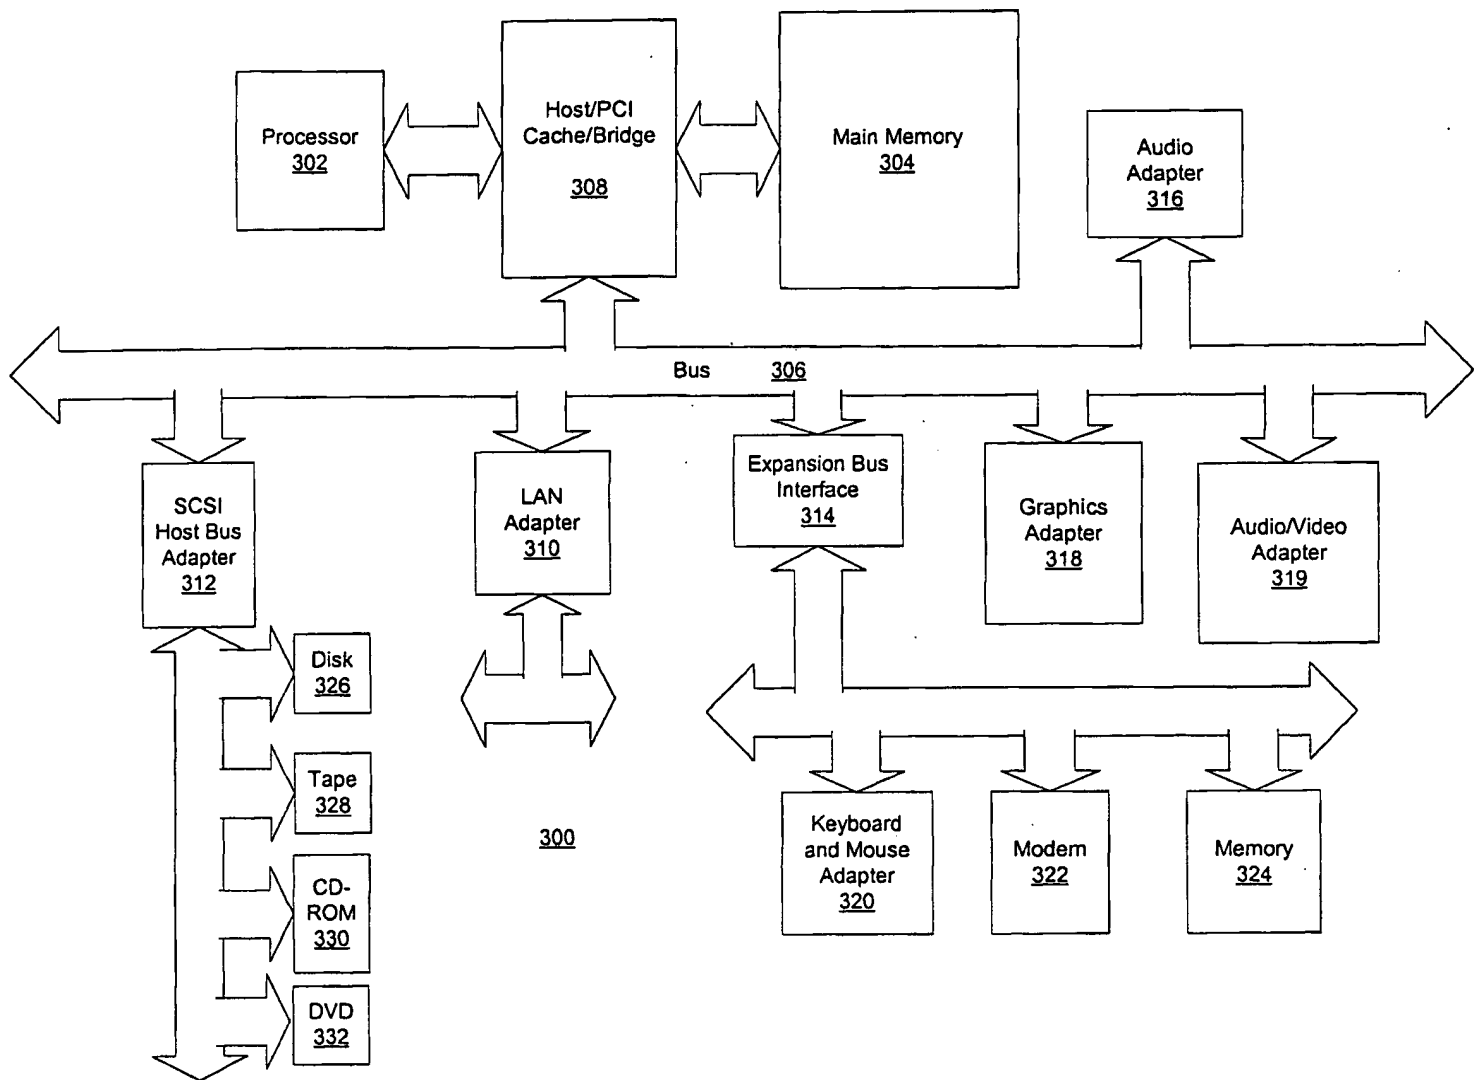 Processor
302
Host/PCI
Cache/Bridge
308
Main Memory
304
Audio
Adapter
316
Bus 306
SCSI
Host Bus
Adapter
312
LAN
Adapter
310
Expansion Bus
Interface
314
Graphics
Adapter
318
Audio/Video
Adapter
319
Disk
326
Tape
328
CD-
ROM
330
DVD
332
300
Keyboard
and Mouse
Adapter
320
Modem
322
Memory
324